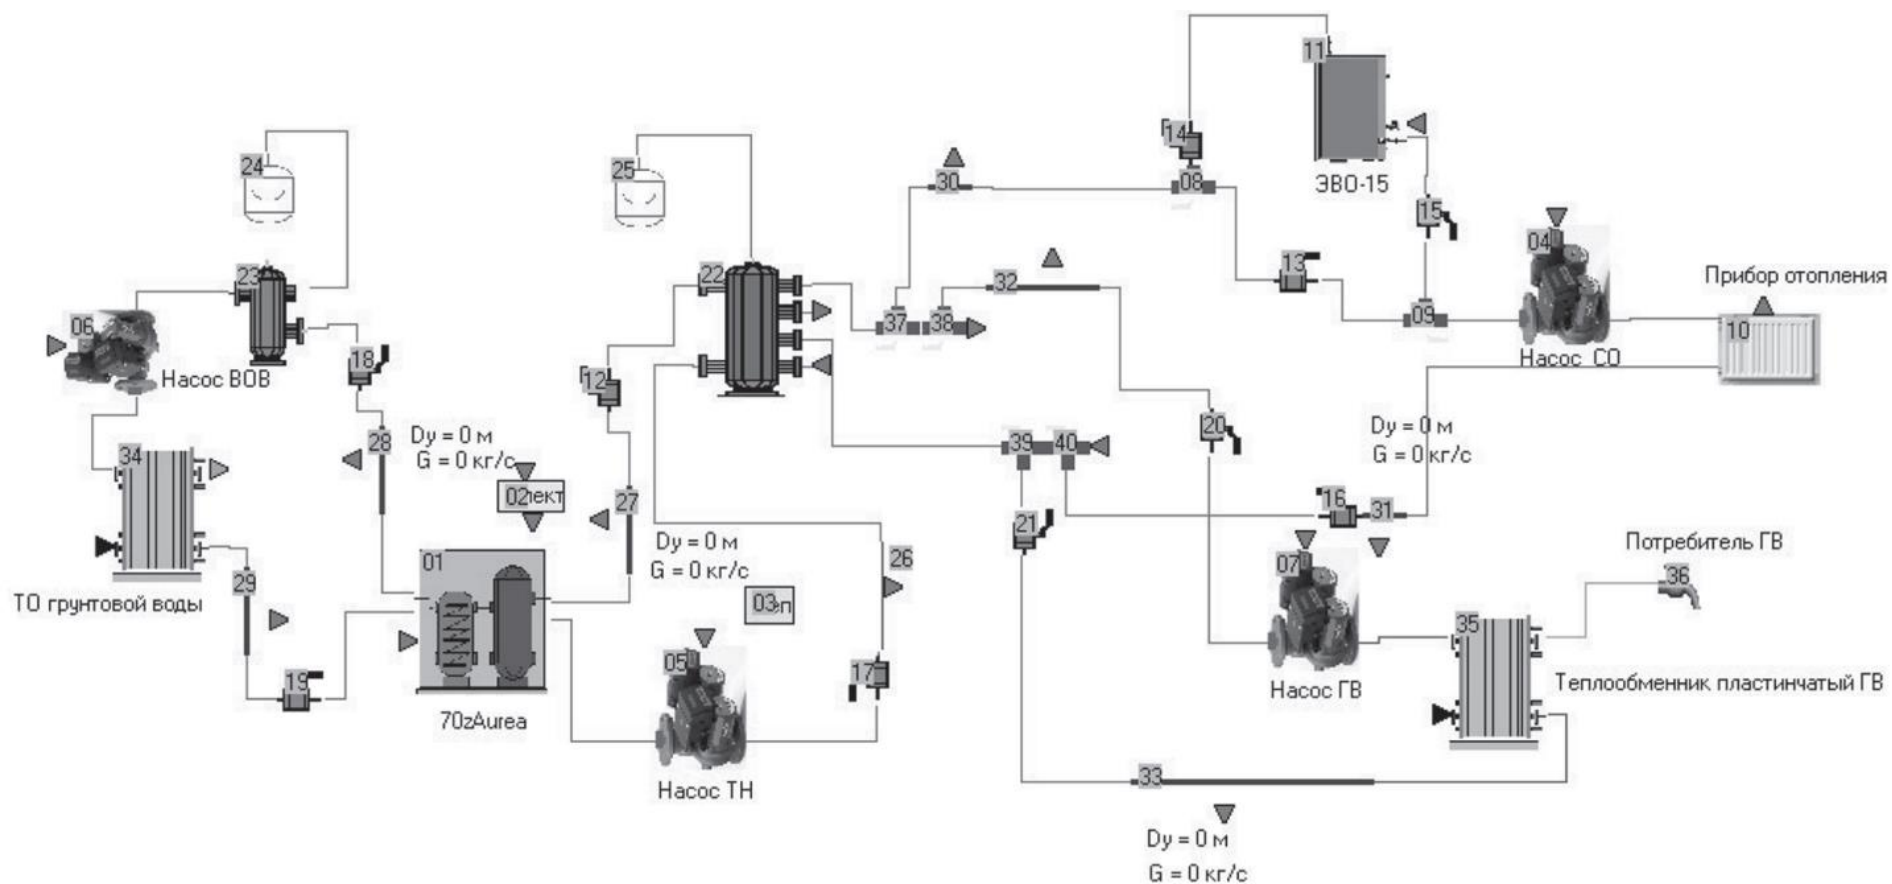 11
24
25
14
30
08
ЭВО-15
15
04
13
Прибор отопления
23
22
32
06
37
38
09
10
Насос ВОВ
18
Насос СО
12
28
Dy = 0 м
G = 0 кг/с
20
Dy = 0 м
G = 0 кг/с
34
39
40
02лект
27
16
31
21
Dy = 0 м
G = 0 кг/с
26
Потребитель ГВ
01
07
36
29
ТО грунтовой воды
03
35
05
17
19
Насос ГВ
Теплообменник пластинчатый ГВ
70zAurea
Насос ТН
33
Dy = 0 м
G = 0 кг/с